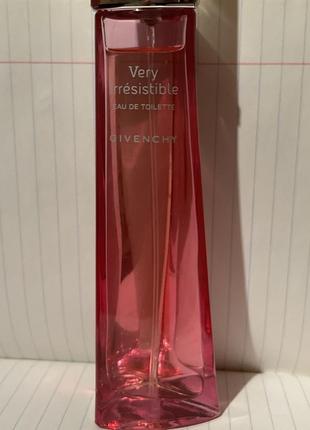 Very
irrésistible
EAU DE TOILETTE
GIVENCHY